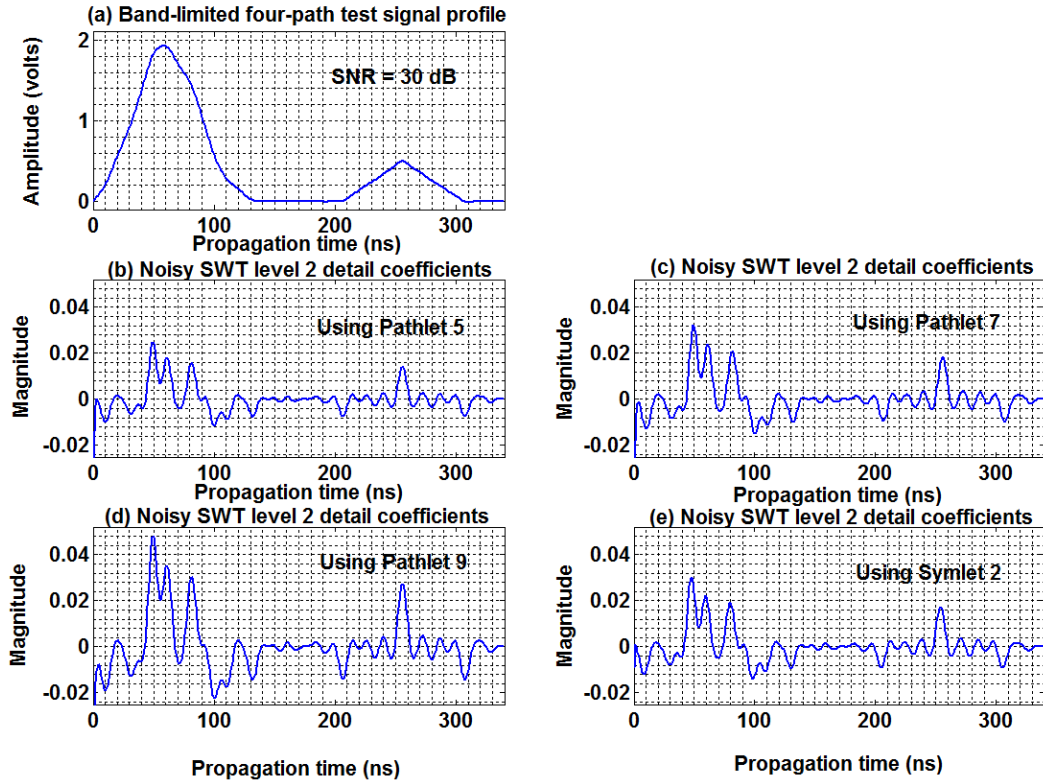 (a) Band-limited four-path test signal profile
Amplitude (volts)
2
1
0
SNR = 30 dB
0 100 200 300
Propagation time (ns)
(b) Noisy SWT level 2 detail coefficients
Magnitude
0.04
0.02
0
-0.02
Using Pathlet 5
0 100 200 300
Propagation time (ns)
(c) Noisy SWT level 2 detail coefficients
Magnitude
0.04
0.02
0
-0.02
Using Pathlet 7
0 100 200 300
Propagation time (ns)
(d) Noisy SWT level 2 detail coefficients
Magnitude
0.04
0.02
0
-0.02
Using Pathlet 9
0 100 200 300
Propagation time (ns)
(e) Noisy SWT level 2 detail coefficients
Magnitude
0.04
0.02
0
-0.02
Using Symlet 2
0 100 200 300
Propagation time (ns)